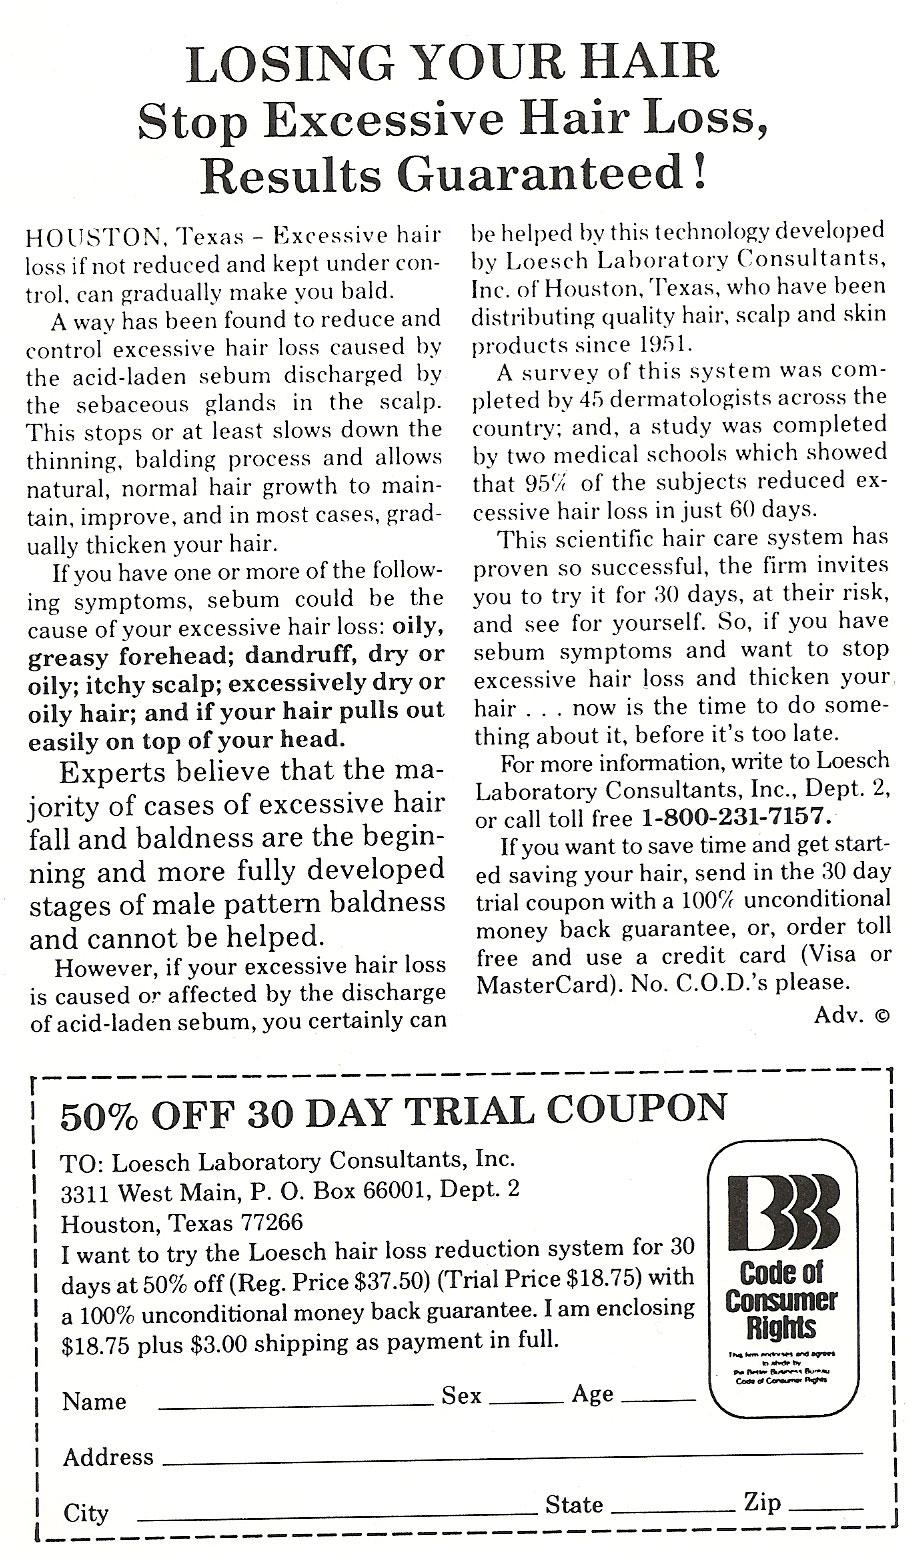 LOSING YOUR HAIR
Stop Excessive Hair Loss,
Results Guaranteed!
HOUSTON, Texas – Excessive hair
loss if not reduced and kept under con-
trol, can gradually make you bald.
A way has been found to reduce and
control excessive hair loss caused by
the acid-laden sebum discharged by
the sebaceous glands in the scalp.
This stops or at least slows down the
thinning, balding process and allows
natural, normal hair growth to main-
tain, improve, and in most cases, grad-
ually thicken your hair.
If you have one or more of the follow-
ing symptoms, sebum could be the
cause of your excessive hair loss: oily,
greasy forehead; dandruff, dry or
oily; itchy scalp; excessively dry or
oily hair; and if your hair pulls out
easily on top of your head.
Experts believe that the ma-
jority of cases of excessive hair
fall and baldness are the begin-
ning and more fully developed
stages of male pattern baldness
and cannot be helped.
However, if your excessive hair loss
is caused or affected by the discharge
of acid-laden sebum, you certainly can
be helped by this technology developed
by Loesch Laboratory Consultants,
Inc. of Houston, Texas, who have been
distributing quality hair, scalp and skin
products since 1951.
A survey of this system was com-
pleted by 45 dermatologists across the
country; and, a study was completed
by two medical schools which showed
that 95% of the subjects reduced ex-
cessive hair loss in just 60 days.
This scientific hair care system has
proven so successful, the firm invites
you to try it for 30 days, at their risk,
and see for yourself. So, if you have
sebum symptoms and want to stop
excessive hair loss and thicken your
hair . . . now is the time to do some-
thing about it, before it's too late.
For more information, write to Loesch
Laboratory Consultants, Inc., Dept. 2,
or call toll free 1-800-231-7157.
If you want to save time and get start-
ed saving your hair, send in the 30 day
trial coupon with a 100% unconditional
money back guarantee, or, order toll
free and use a credit card (Visa or
MasterCard). No. C.O.D.'s please.
Adv. ©
50% OFF 30 DAY TRIAL COUPON
TO: Loesch Laboratory Consultants, Inc.
3311 West Main, P. O. Box 66001, Dept. 2
Houston, Texas 77266
I want to try the Loesch hair loss reduction system for 30
days at 50% off (Reg. Price $37.50) (Trial Price $18.75) with
a 100% unconditional money back guarantee. I am enclosing
$18.75 plus $3.00 shipping as payment in full.
BBB
Code of
Consumer
Rights
This firm endorses and agrees
to abide by
the Better Business Bureau
Code of Consumer Rights
Name Sex Age
Address
City State Zip